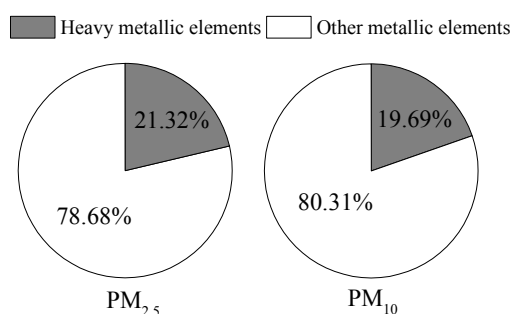 Heavy metallic elements Other metallic elements
21.32% 19.69%
78.68% 80.31%
PM2.5 PM10